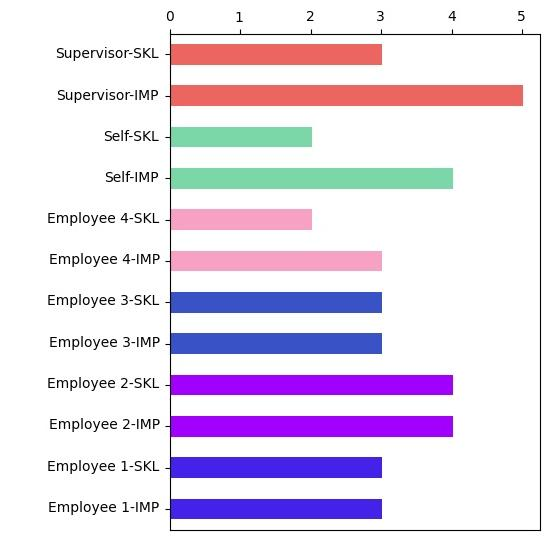 0 1 2 3 4 5
Supervisor-SKL
Supervisor-IMP
Self-SKL
Self-IMP
Employee 4-SKL
Employee 4-IMP
Employee 3-SKL
Employee 3-IMP
Employee 2-SKL
Employee 2-IMP
Employee 1-SKL
Employee 1-IMP